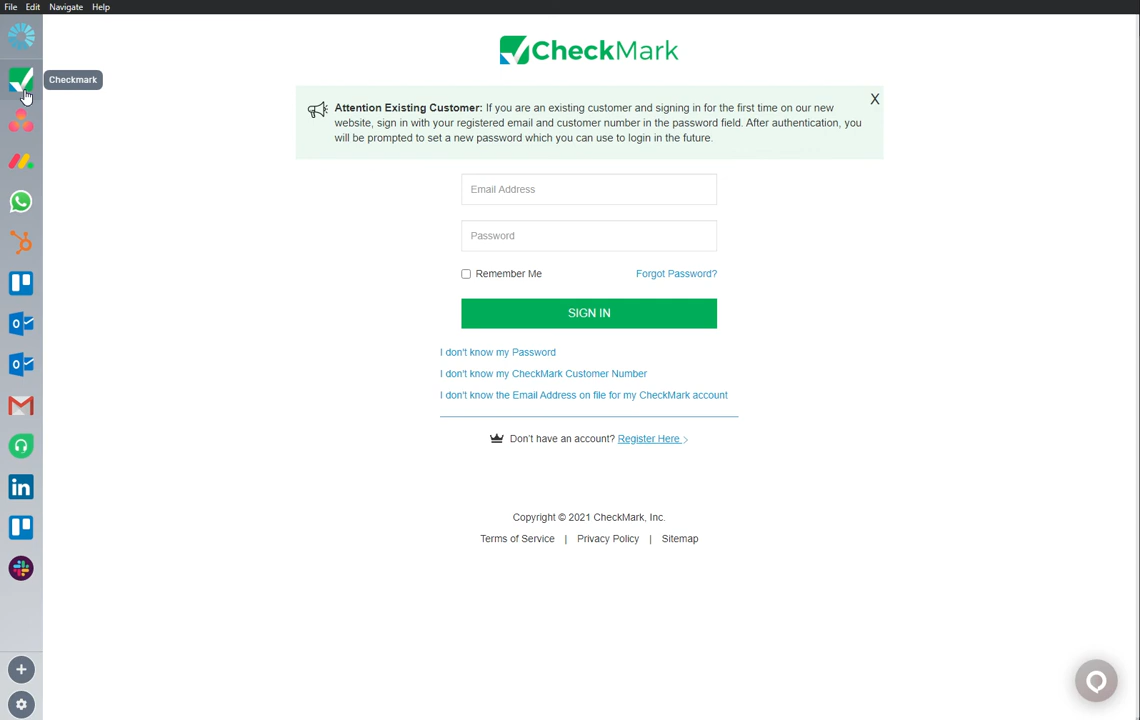 File Edit Navigate Help
CheckMark
Checkmark
X
Attention Existing Customer: If you are an existing customer and signing in for the first time on our new
website, sign in with your registered email and customer number in the password field. After authentication, you
will be prompted to set a new password which you can use to login in the future.
Email Address
Password
Remember Me Forgot Password?
SIGN IN
I don't know my Password
I don't know my CheckMark Customer Number
I don't know the Email Address on file for my CheckMark account
Don't have an account? Register Here >
Copyright © 2021 CheckMark, Inc.
Terms of Service | Privacy Policy | Sitemap